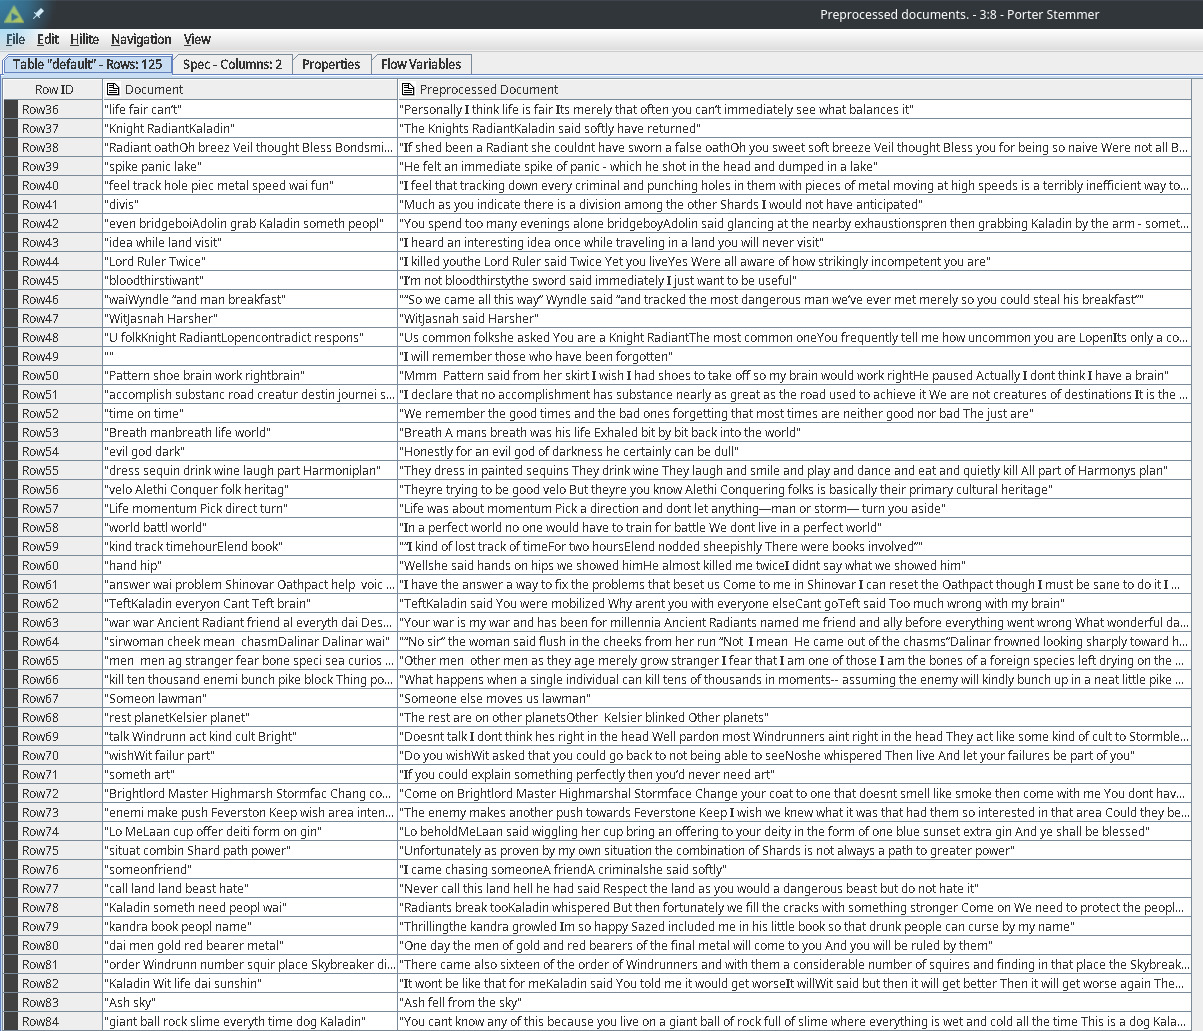 Preprocessed documents. - 3:8 - Porter Stemmer
File Edit Hilite Navigation View
Table "default" - Rows: 125 Spec - Columns: 2 Properties Flow Variables
Row ID Document Preprocessed Document
Row36 "life fair can't" "Personally I think life is fair Its merely that often you can't immediately see what balances it"
Row37 "Knight RadiantKaladin" "The Knights RadiantKaladin said softly have returned"
Row38 "Radiant oathOh breez Veil thought Bless Bondsmi... "If shed been a Radiant she couldnt have sworn a false oathOh you sweet soft breeze Veil thought Bless you for being so naive Were not all B...
Row39 "spike panic lake" "He felt an immediate spike of panic - which he shot in the head and dumped in a lake"
Row40 "feel track hole piec metal speed wai fun" "I feel that tracking down every criminal and punching holes in them with pieces of metal moving at high speeds is a terribly inefficient way to...
Row41 "divis" "Much as you indicate there is a division among the other Shards I would not have anticipated"
Row42 "even bridgeboiAdolin grab Kaladin someth peopl" "You spend too many evenings alone bridgeboyAdolin said glancing at the nearby exhaustionspren then grabbing Kaladin by the arm - somet...
Row43 "idea while land visit" "I heard an interesting idea once while traveling in a land you will never visit"
Row44 "Lord Ruler Twice" "I killed youthe Lord Ruler said Twice Yet you liveYes Were all aware of how strikingly incompetent you are"
Row45 "bloodthirstiwant" "I'm not bloodthirstythe sword said immediately I just want to be useful"
Row46 "waiWyndle "and man breakfast" ""So we came all this way" Wyndle said "and tracked the most dangerous man we've ever met merely so you could steal his breakfast""
Row47 "WitJasnah Harsher" "WitJasnah said Harsher"
Row48 "U folkKnight RadiantLopencontradict respons" "Us common folkshe asked You are a Knight RadiantThe most common oneYou frequently tell me how uncommon you are LopenIts only a co...
Row49 "" "I will remember those who have been forgotten"
Row50 "Pattern shoe brain work rightbrain" "Mmm  Pattern said from her skirt I wish I had shoes to take off so my brain would work rightHe paused Actually I dont think I have a brain"
Row51 "accomplish substanc road creatur destin journei s... "I declare that no accomplishment has substance nearly as great as the road used to achieve it We are not creatures of destinations It is the ...
Row52 "time on time" "We remember the good times and the bad ones forgetting that most times are neither good nor bad The just are"
Row53 "Breath manbreath life world" "Breath A mans breath was his life Exhaled bit by bit back into the world"
Row54 "evil god dark" "Honestly for an evil god of darkness he certainly can be dull"
Row55 "dress sequin drink wine laugh part Harmoniplan" "They dress in painted sequins They drink wine They laugh and smile and play and dance and eat and quietly kill All part of Harmonys plan"
Row56 "velo Alethi Conquer folk heritag" "Theyre trying to be good velo But theyre you know Alethi Conquering folks is basically their primary cultural heritage"
Row57 "Life momentum Pick direct turn" "Life was about momentum Pick a direction and dont let anything—man or storm— turn you aside"
Row58 "world battl world" "In a perfect world no one would have to train for battle We dont live in a perfect world"
Row59 "kind track timehourElend book" ""I kind of lost track of timeFor two hoursElend nodded sheepishly There were books involved""
Row60 "hand hip" "Wellshe said hands on hips we showed himHe almost killed me twiceI didnt say what we showed him"
Row61 "answer wai problem Shinovar Oathpact help  voic ... "I have the answer a way to fix the problems that beset us Come to me in Shinovar I can reset the Oathpact though I must be sane to do it I ...
Row62 "TeftKaladin everyon Cant Teft brain" "TeftKaladin said You were mobilized Why arent you with everyone elseCant goTeft said Too much wrong with my brain"
Row63 "war war Ancient Radiant friend al everyth dai Des... "Your war is my war and has been for millennia Ancient Radiants named me friend and ally before everything went wrong What wonderful da...
Row64 "sirwoman cheek mean  chasmDalinar Dalinar wai" ""No sir" the woman said flush in the cheeks from her run "Not  I mean  He came out of the chasms"Dalinar frowned looking sharply toward h...
Row65 "men  men ag stranger fear bone speci sea curios ... "Other men  other men as they age merely grow stranger I fear that I am one of those I am the bones of a foreign species left drying on the ...
Row66 "kill ten thousand enemi bunch pike block Thing po... "What happens when a single individual can kill tens of thousands in moments-- assuming the enemy will kindly bunch up in a neat little pike ...
Row67 "Someon lawman" "Someone else moves us lawman"
Row68 "rest planetKelsier planet" "The rest are on other planetsOther  Kelsier blinked Other planets"
Row69 "talk Windrunn act kind cult Bright" "Doesnt talk I dont think hes right in the head Well pardon most Windrunners aint right in the head They act like some kind of cult to Stormble...
Row70 "wishWit failur part" "Do you wishWit asked that you could go back to not being able to seeNoshe whispered Then live And let your failures be part of you"
Row71 "someth art" "If you could explain something perfectly then you'd never need art"
Row72 "Brightlord Master Highmarsh Stormfac Chang co... "Come on Brightlord Master Highmarshal Stormface Change your coat to one that doesnt smell like smoke then come with me You dont hav...
Row73 "enemi make push Feverston Keep wish area inten... "The enemy makes another push towards Feverstone Keep I wish we knew what it was that had them so interested in that area Could they be...
Row74 "Lo MeLaan cup offer deiti form on gin" "Lo beholdMeLaan said wiggling her cup bring an offering to your deity in the form of one blue sunset extra gin And ye shall be blessed"
Row75 "situat combin Shard path power" "Unfortunately as proven by my own situation the combination of Shards is not always a path to greater power"
Row76 "someonfriend" "I came chasing someoneA friendA criminalshe said softly"
Row77 "call land land beast hate" "Never call this land hell he had said Respect the land as you would a dangerous beast but do not hate it"
Row78 "Kaladin someth need peopl wai" "Radiants break tooKaladin whispered But then fortunately we fill the cracks with something stronger Come on We need to protect the peopl...
Row79 "kandra book peopl name" "Thrillingthe kandra growled Im so happy Sazed included me in his little book so that drunk people can curse by my name"
Row80 "dai men gold red bearer metal" "One day the men of gold and red bearers of the final metal will come to you And you will be ruled by them"
Row81 "order Windrunn number squir place Skybreaker di... "There came also sixteen of the order of Windrunners and with them a considerable number of squires and finding in that place the Skybreak...
Row82 "Kaladin Wit life dai sunshin" "It wont be like that for meKaladin said You told me it would get worseIt willWit said but then it will get better Then it will get worse again The...
Row83 "Ash sky" "Ash fell from the sky"
Row84 "giant ball rock slime everyth time dog Kaladin" "You cant know any of this because you live on a giant ball of rock full of slime where everything is wet and cold all the time This is a dog Kala...